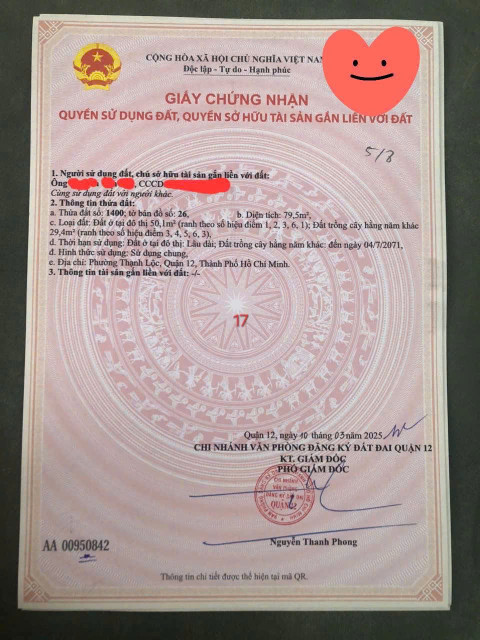 CỘNG HÒA XÃ HỘI CHỦ NGHĨA VIỆT NAM
Độc lập - Tự do - Hạnh phúc
GIẤY CHỨNG NHẬN
QUYỀN SỬ DỤNG ĐẤT, QUYỀN SỞ HỮU TÀI SẢN GẮN LIỀN VỚI ĐẤT
5/8
1. Người sử dụng đất, chủ sở hữu tài sản gắn liền với đất:
Ông CCCD
Cùng sử dụng đất với người khác.
2. Thông tin thửa đất:
a. Thửa đất số: 1400; tờ bản đồ số: 26, b. Diện tích: 79,5m²,
c. Loại đất: Đất ở tại đô thị 50,1m² (ranh theo số hiệu điểm 1, 2, 3, 6, 1); Đất trồng cây hằng năm khác
29,4m² (ranh theo số hiệu điểm 3, 4, 5, 6, 3),
d. Thời hạn sử dụng: Đất ở tại đô thị: Lâu dài; Đất trồng cây hằng năm khác: đến ngày 04/7/2071,
đ. Hình thức sử dụng: Sử dụng chung,
e. Địa chỉ: Phường Thạnh Lộc, Quận 12, Thành Phố Hồ Chí Minh.
3. Thông tin tài sản gắn liền với đất: -/-
17
Quận 12, ngày 10 tháng 03 năm 2025
CHI NHÁNH VĂN PHÒNG ĐĂNG KÝ ĐẤT ĐAI QUẬN 12
KT. GIÁM ĐỐC
PHÓ GIÁM ĐỐC
CHI NHÁNH
VĂN PHÒNG
ĐĂNG KÝ ĐẤT ĐAI
QUẬN 12
Nguyễn Thanh Phong
AA 00950842
Thông tin chi tiết được thể hiện tại mã QR.